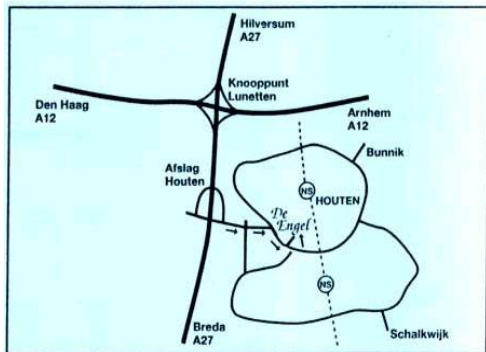 Hilversum
A27
Knooppunt
Lunetten
Den Haag
A12
Arnhem
A12
Bunnik
Afslag
Houten
NS
HOUTEN
De
Engel
NS
Breda
A27
Schalkwijk